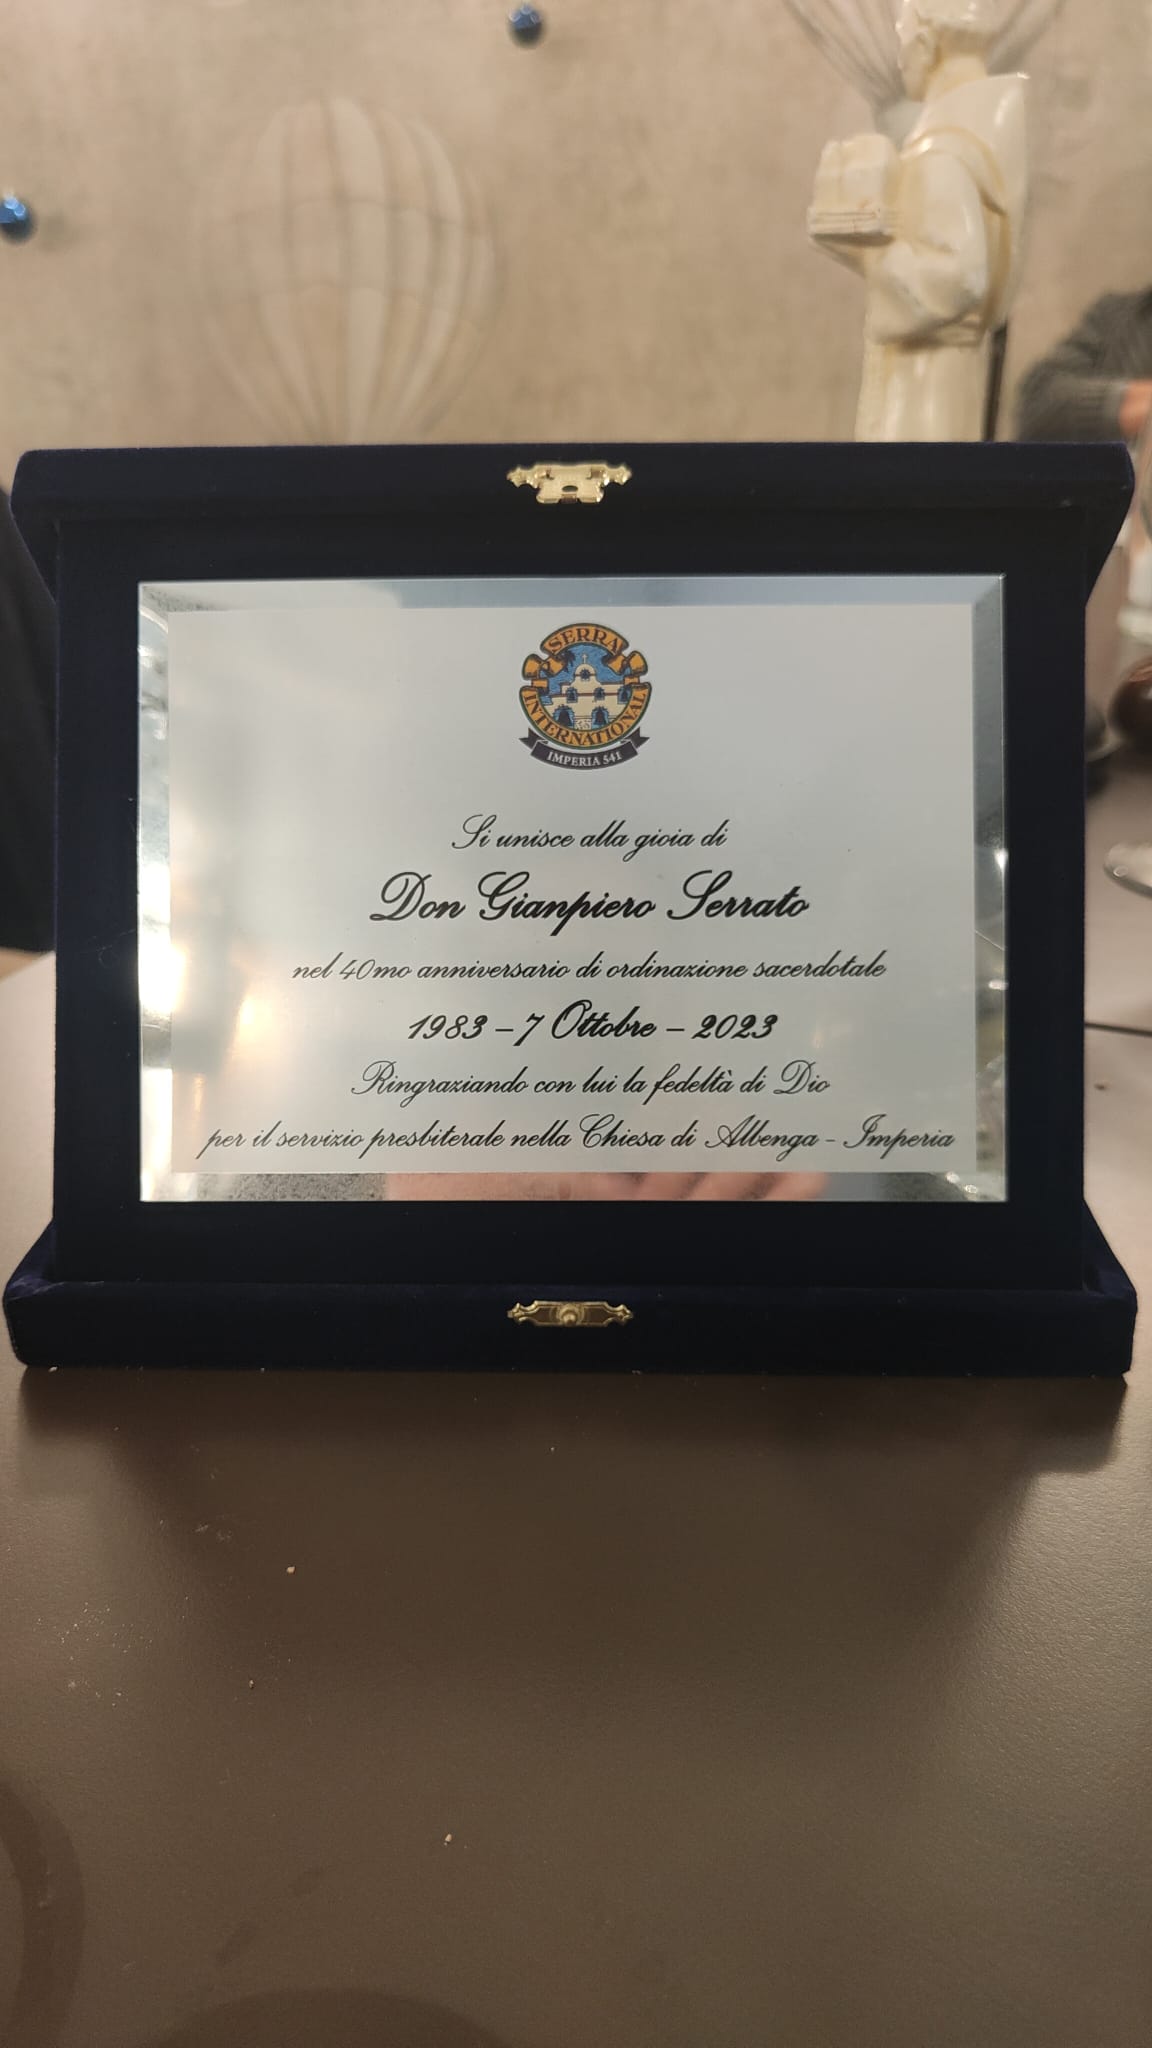 SERRA
INTERNATIONAL
IMPERIA 541
Si unisce alla gioia di
Don Gianpiero Serrato
nel 40mo anniversario di ordinazione sacerdotale
1983 – 7 Ottobre – 2023
Ringraziando con lui la fedeltà di Dio
per il servizio presbiterale nella Chiesa di Albenga - Imperia